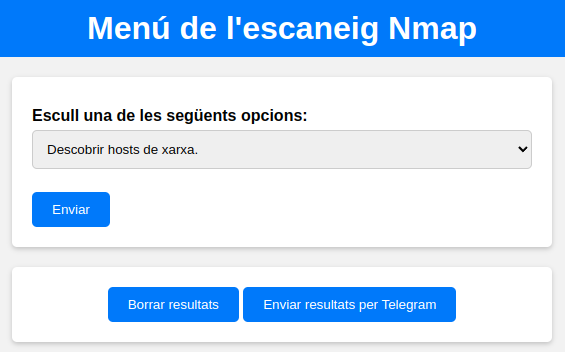 Menú de l'escaneig Nmap
Escull una de les següents opcions:
Descobrir hosts de xarxa.
Enviar
Borrar resultats Enviar resultats per Telegram